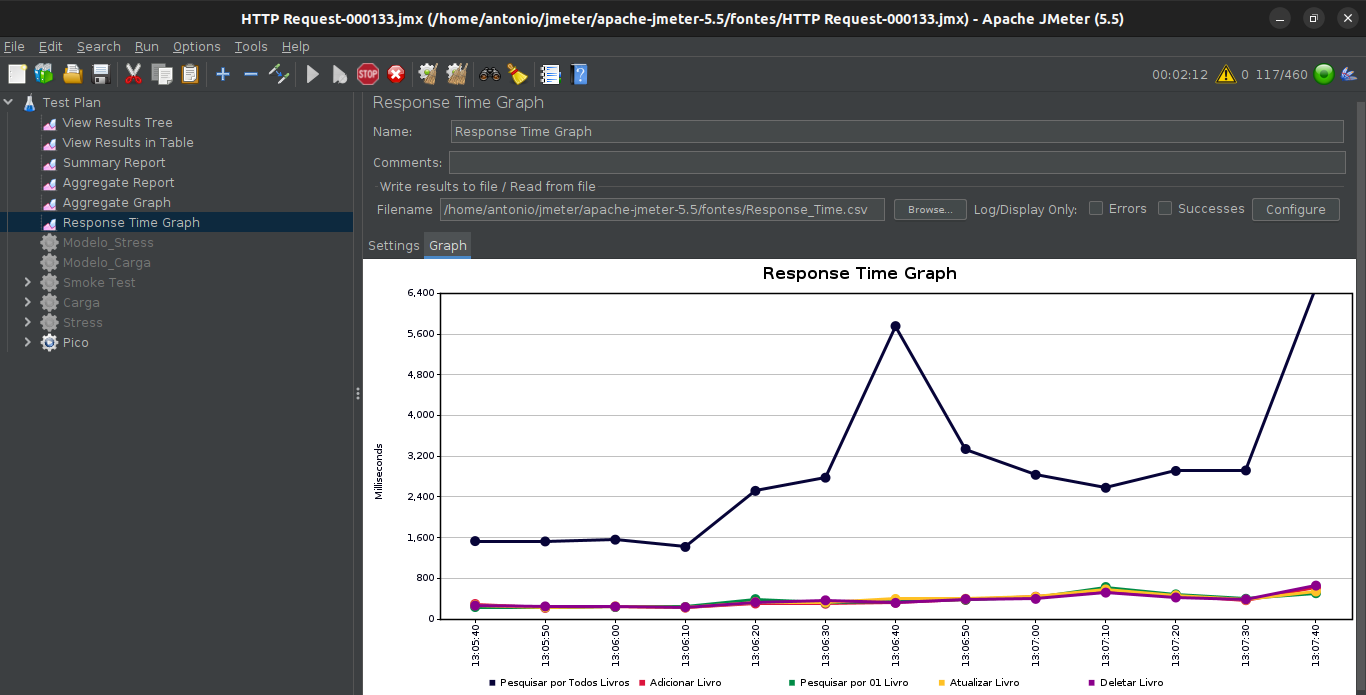 HTTP Request-000133.jmx (/home/antonio/jmeter/apache-jmeter-5.5/fontes/HTTP Request-000133.jmx) - Apache JMeter (5.5)
File Edit Search Run Options Tools Help
STOP
?
00:02:12 0 117/460
Test Plan
View Results Tree
View Results in Table
Summary Report
Aggregate Report
Aggregate Graph
Response Time Graph
Modelo_Stress
Modelo_Carga
Smoke Test
Carga
Stress
Pico
Response Time Graph
Name: Response Time Graph
Comments:
Write results to file / Read from file
Filename /home/antonio/jmeter/apache-jmeter-5.5/fontes/Response_Time.csv Browse... Log/Display Only: Errors Successes Configure
Settings Graph
Response Time Graph
Milliseconds
6,400
5,600
4,800
4,000
3,200
2,400
1,600
800
0
13:05:40 13:05:50 13:06:00 13:06:10 13:06:20 13:06:30 13:06:40 13:06:50 13:07:00 13:07:10 13:07:20 13:07:30 13:07:40
Pesquisar por Todos Livros Adicionar Livro Pesquisar por 01 Livro Atualizar Livro Deletar Livro